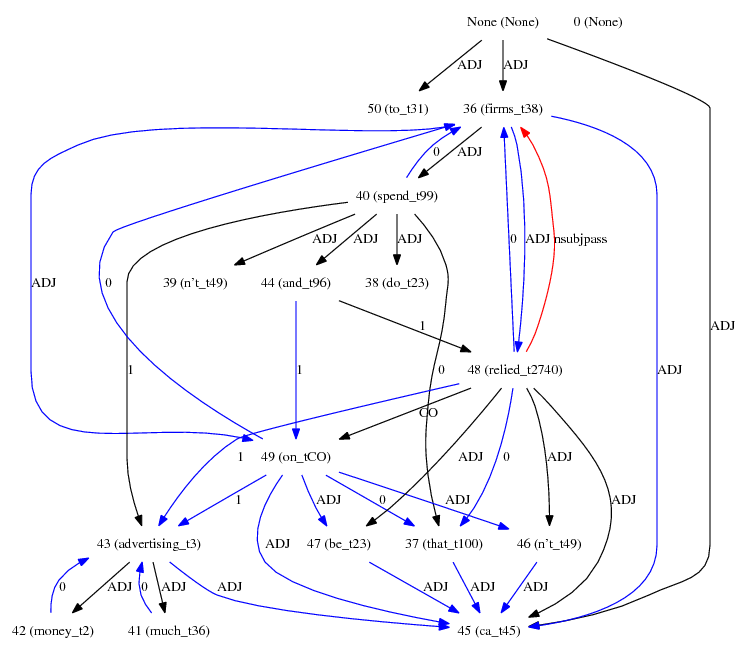 None (None) 0 (None)
ADJ ADJ
50 (to_t31) 36 (firms_t38)
0 ADJ
40 (spend_t99)
ADJ ADJ ADJ 0 ADJ nsubjpass
ADJ 0 39 (n't_t49) 44 (and_t96) 38 (do_t23)
1 ADJ
1 1 0 48 (relied_t2740) ADJ
CO
1 49 (on_tCO) ADJ 0 ADJ
1 ADJ 0 ADJ ADJ
43 (advertising_t3) ADJ 47 (be_t23) 37 (that_t100) 46 (n't_t49)
0 ADJ 0 ADJ ADJ ADJ ADJ ADJ
42 (money_t2) 41 (much_t36) 45 (ca_t45)